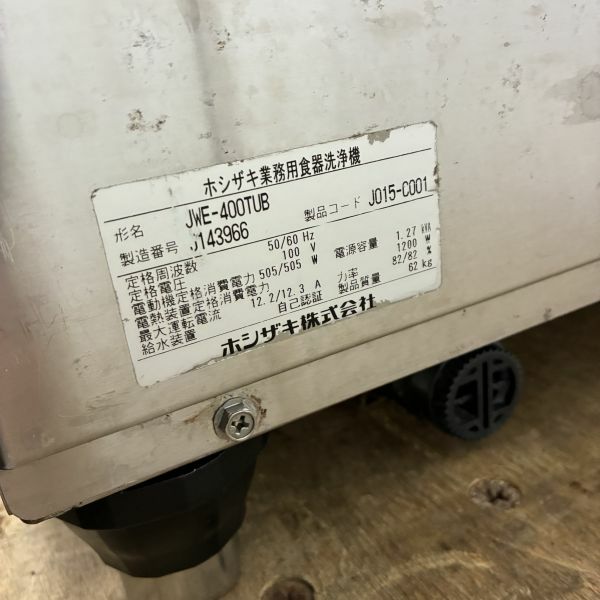 ホシザキ業務用食器洗浄機
形名 JWE-400TUB
製造番号 J143966 製品コード J015-C001
定格周波数 50/60 Hz
定格電圧 100 V 電源容量 1.27 kVA
電動機定格消費電力 505/505 W 1200 W
電熱装置定格消費電力 力率 82/82 %
最大運転電流 12.2/12.3 A 製品質量 62 kg
給水装置 自己認証
ホシザキ株式会社